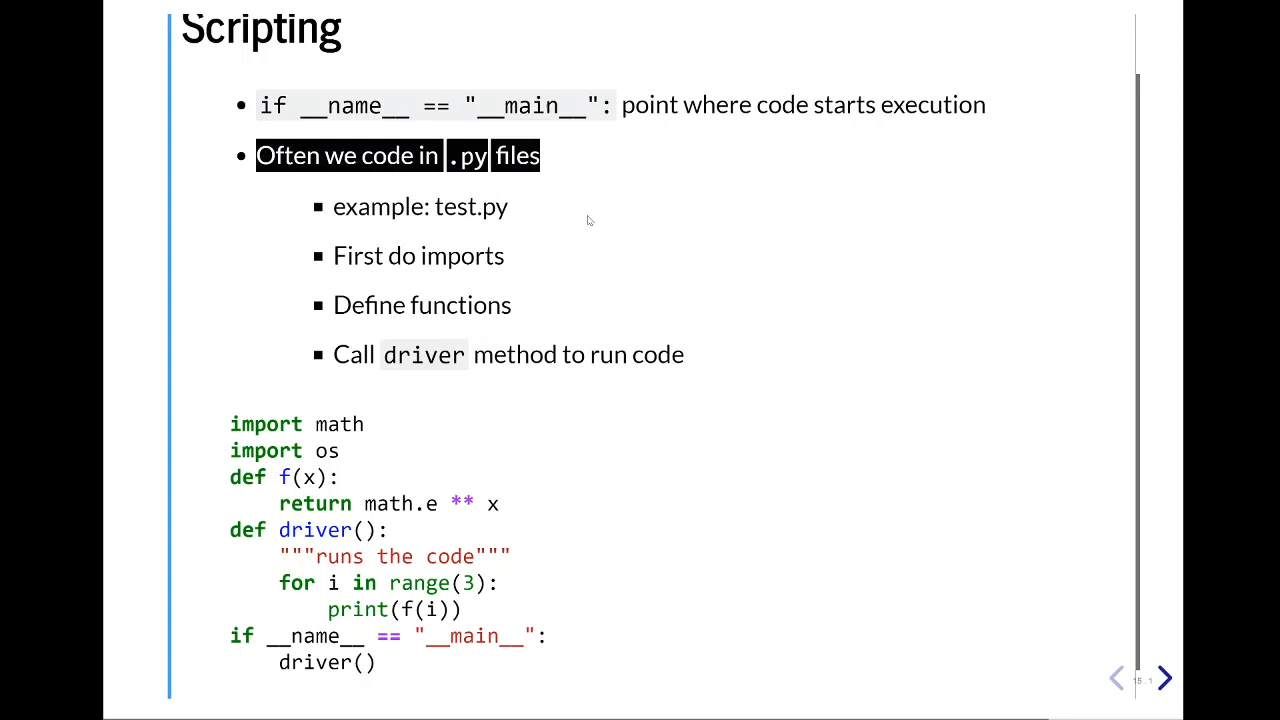 Scripting
if __name__ == "__main__": point where code starts execution
Often we code in .py files
example: test.py
First do imports
Define functions
Call driver method to run code
import math
import os
def f(x):
    return math.e ** x
def driver():
    """runs the code"""
    for i in range(3):
        print(f(i))
if __name__ == "__main__":
    driver()
15.1